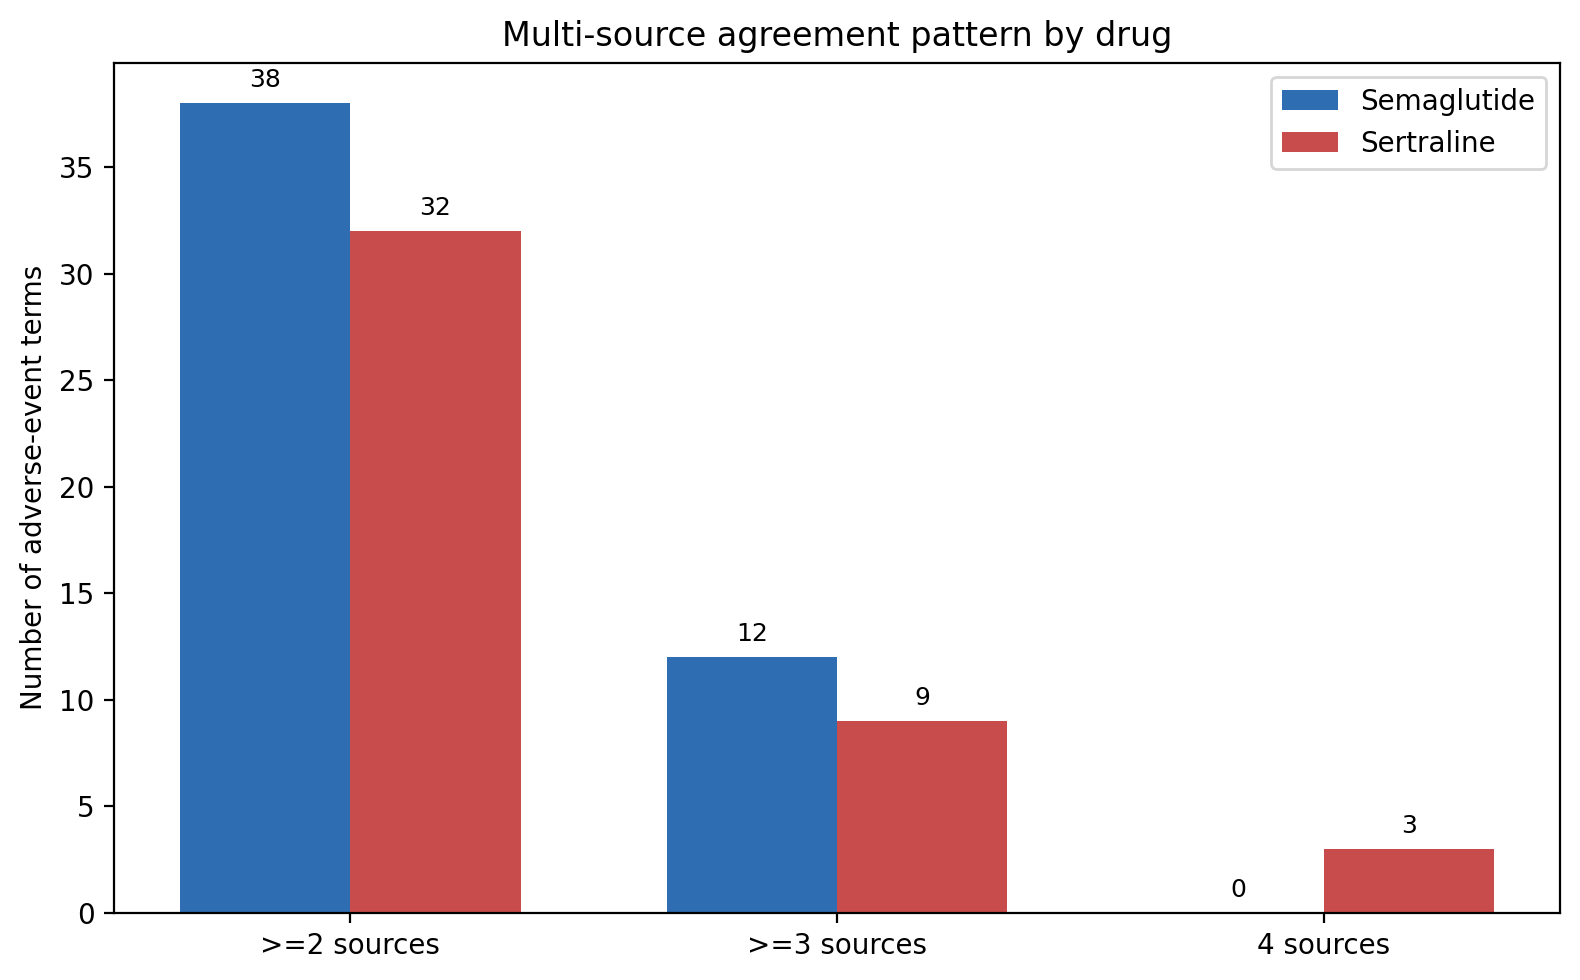 Multi-source agreement pattern by drug
Semaglutide
Sertraline
Number of adverse-event terms
35
30
25
20
15
10
5
0
38
32
12
9
0
3
>=2 sources
>=3 sources
4 sources